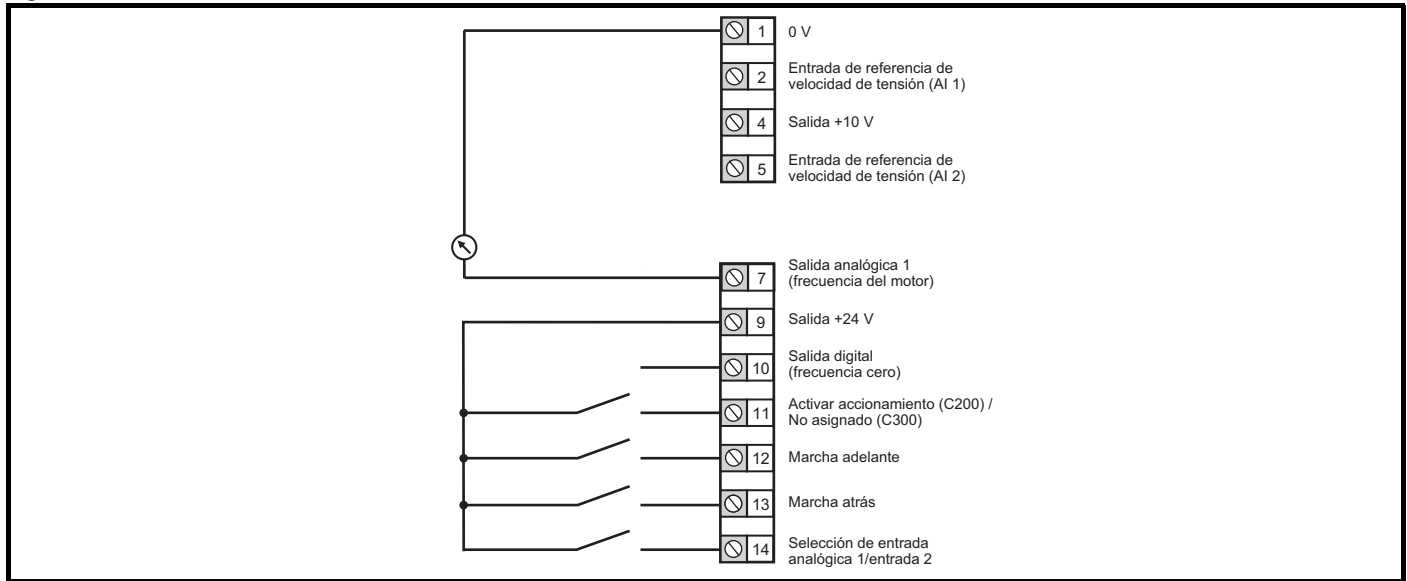 1 0 V
2 Entrada de referencia de
velocidad de tensión (AI 1)
4 Salida +10 V
5 Entrada de referencia de
velocidad de tensión (AI 2)
7 Salida analógica 1
(frecuencia del motor)
9 Salida +24 V
10 Salida digital
(frecuencia cero)
11 Activar accionamiento (C200) /
No asignado (C300)
12 Marcha adelante
13 Marcha atrás
14 Selección de entrada
analógica 1/entrada 2